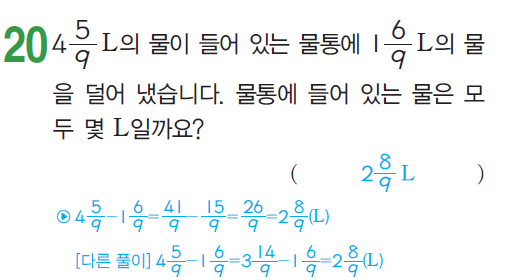 20 4 5/9 L의 물이 들어 있는 물통에 1 6/9 L의 물
을 덜어 냈습니다. 물통에 들어 있는 물은 모
두 몇 L일까요?
( 2 8/9 L )
▶ 4 5/9 - 1 6/9 = 41/9 - 15/9 = 26/9 = 2 8/9 (L)
[다른 풀이] 4 5/9 - 1 6/9 = 3 14/9 - 1 6/9 = 2 8/9 (L)